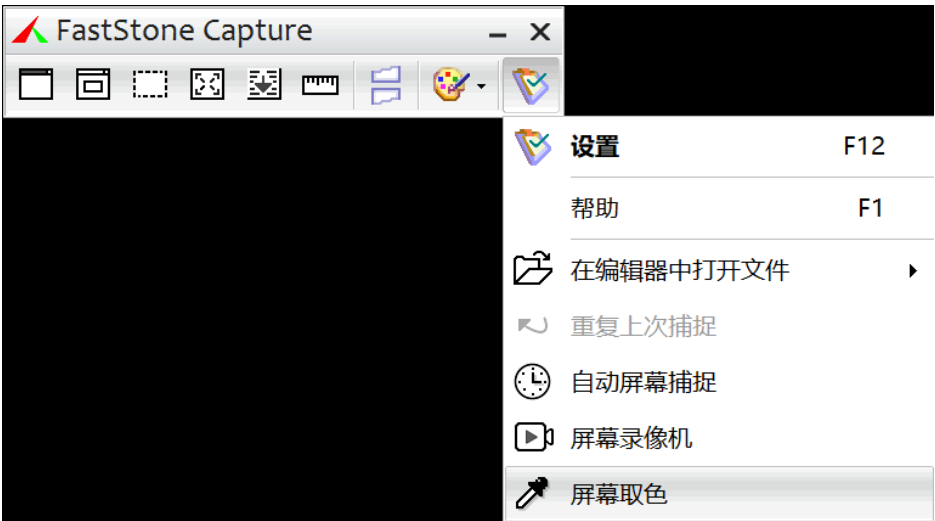 FastStone Capture
设置 F12
帮助 F1
在编辑器中打开文件
重复上次捕捉
自动屏幕捕捉
屏幕录像机
屏幕取色